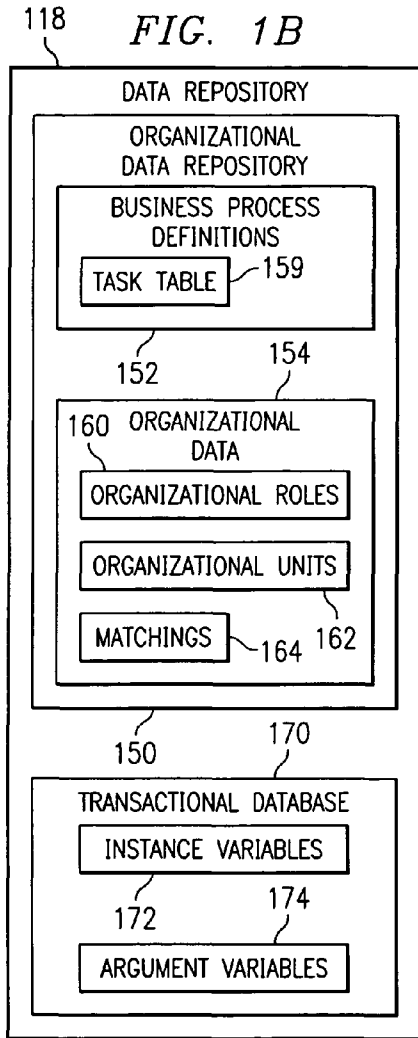 118
FIG. 1B
DATA REPOSITORY
ORGANIZATIONAL
DATA REPOSITORY
BUSINESS PROCESS
DEFINITIONS
TASK TABLE
159
152
154
160
ORGANIZATIONAL
DATA
ORGANIZATIONAL ROLES
ORGANIZATIONAL UNITS
162
MATCHINGS
164
150
170
TRANSACTIONAL DATABASE
INSTANCE VARIABLES
172
174
ARGUMENT VARIABLES